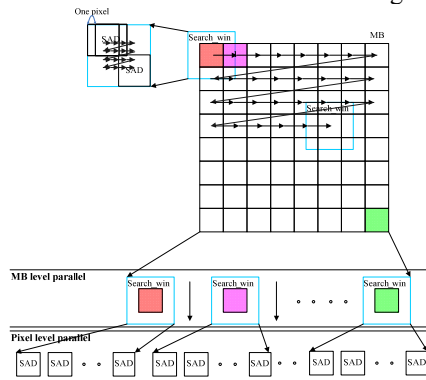 One pixel
SAD
SAD
Search_win
MB
Search_win
MB level parallel
Search_win
Search_win
Search_win
Pixel level parallel
SAD SAD SAD SAD SAD SAD SAD SAD SAD